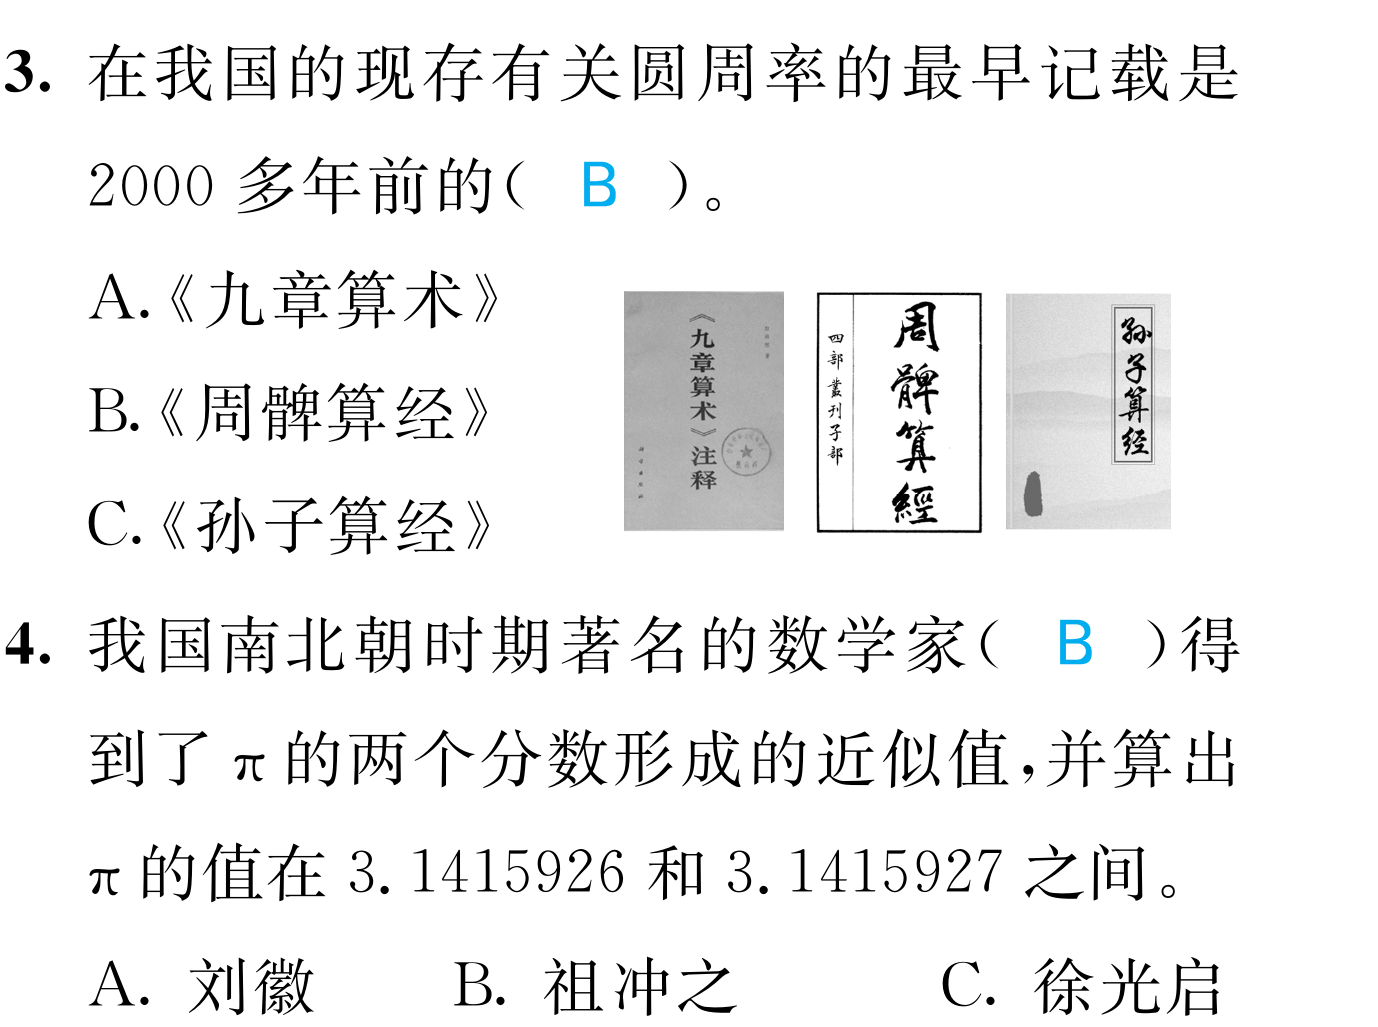 3. 在我国的现存有关圆周率的最早记载是
2000 多年前的( B )。
A.《九章算术》
B.《周髀算经》
C.《孙子算经》
《九章算术》注释
周髀算經
四部叢刊子部
孙子算经
4. 我国南北朝时期著名的数学家( B )得
到了 π 的两个分数形成的近似值,并算出
π 的值在 3.1415926 和 3.1415927 之间。
A. 刘徽 B. 祖冲之 C. 徐光启